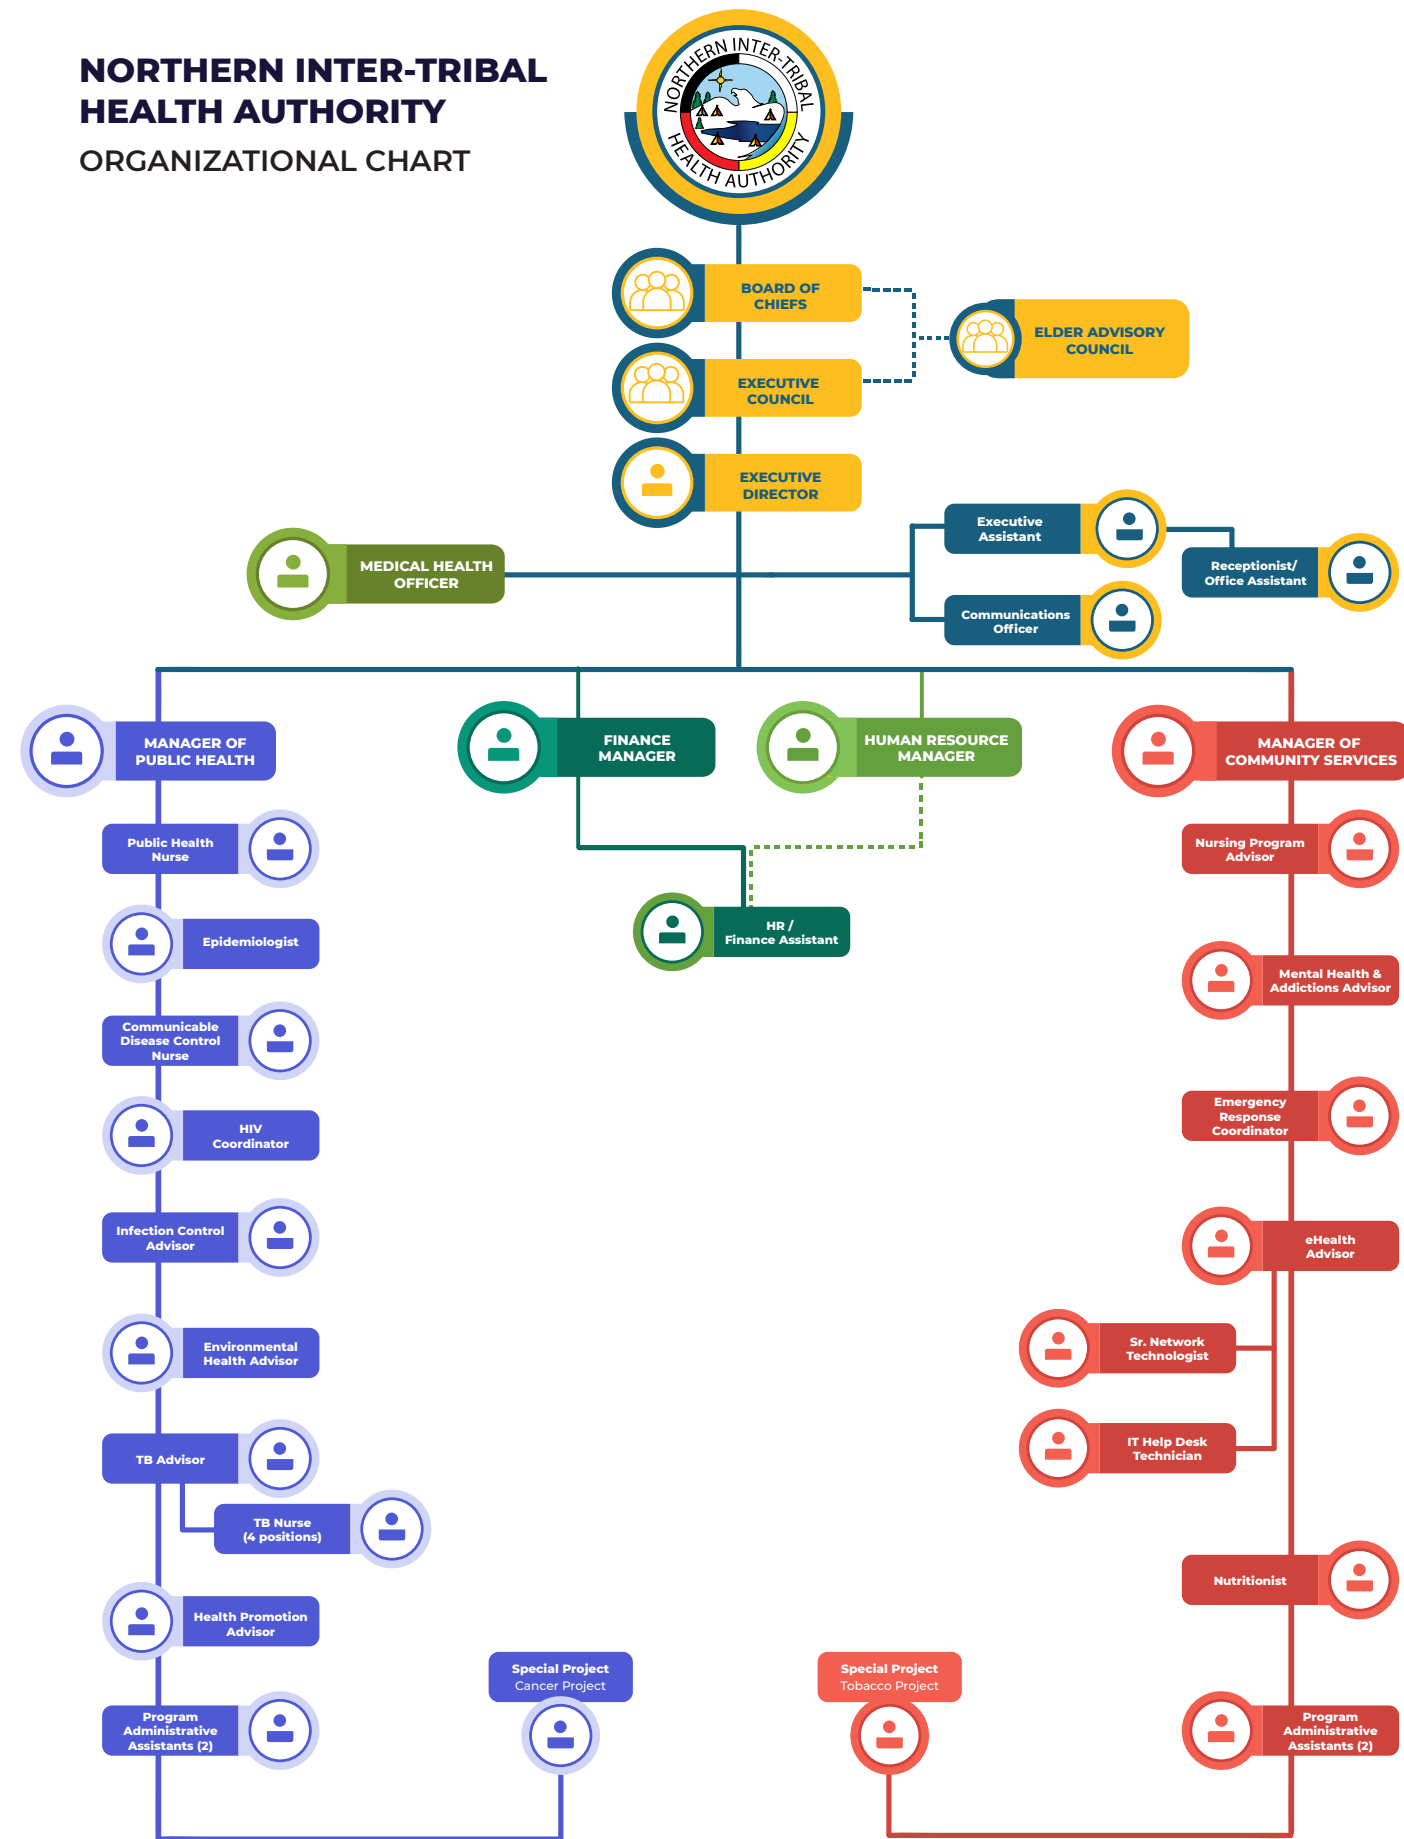 NORTHERN INTER-TRIBAL
HEALTH AUTHORITY
ORGANIZATIONAL CHART
NORTHERN INTER-TRIBAL
HEALTH AUTHORITY
BOARD OF
CHIEFS
ELDER ADVISORY
COUNCIL
EXECUTIVE
COUNCIL
EXECUTIVE
DIRECTOR
MEDICAL HEALTH
OFFICER
Executive
Assistant
Receptionist/
Office Assistant
Communications
Officer
MANAGER OF
PUBLIC HEALTH
FINANCE
MANAGER
HUMAN RESOURCE
MANAGER
MANAGER OF
COMMUNITY SERVICES
Public Health
Nurse
Epidemiologist
Communicable
Disease Control
Nurse
HIV
Coordinator
Infection Control
Advisor
Environmental
Health Advisor
TB Advisor
TB Nurse
(4 positions)
Health Promotion
Advisor
Program
Administrative
Assistants (2)
Special Project
Cancer Project
HR /
Finance Assistant
Nursing Program
Advisor
Mental Health &
Addictions Advisor
Emergency
Response
Coordinator
eHealth
Advisor
Sr. Network
Technologist
IT Help Desk
Technician
Nutritionist
Program
Administrative
Assistants (2)
Special Project
Tobacco Project